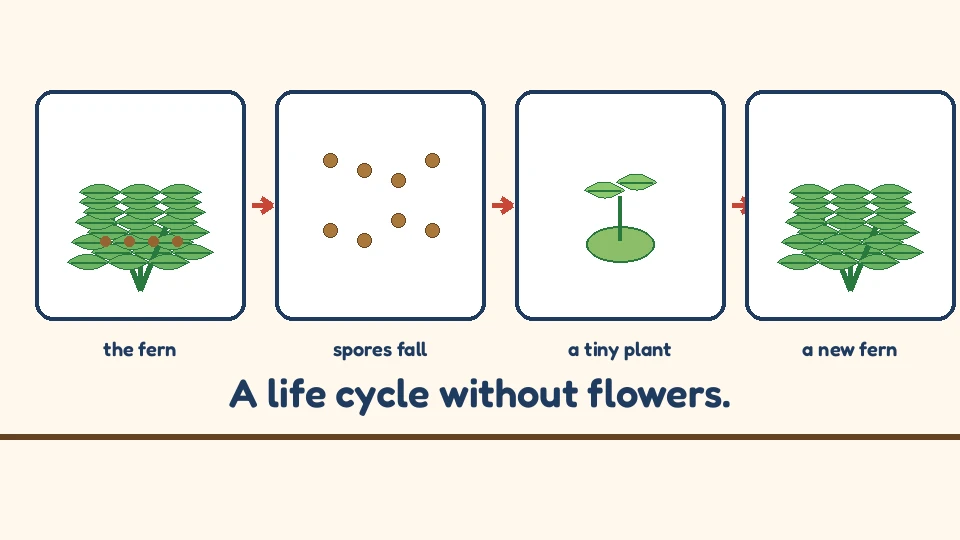 the fern
spores fall
a tiny plant
a new fern
A life cycle without flowers.